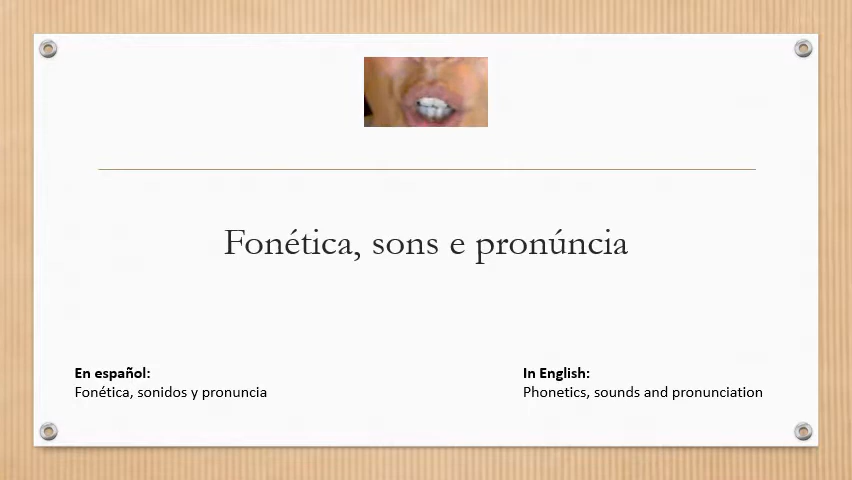 Fonética, sons e pronúncia
En español:
Fonética, sonidos y pronuncia
In English:
Phonetics, sounds and pronunciation